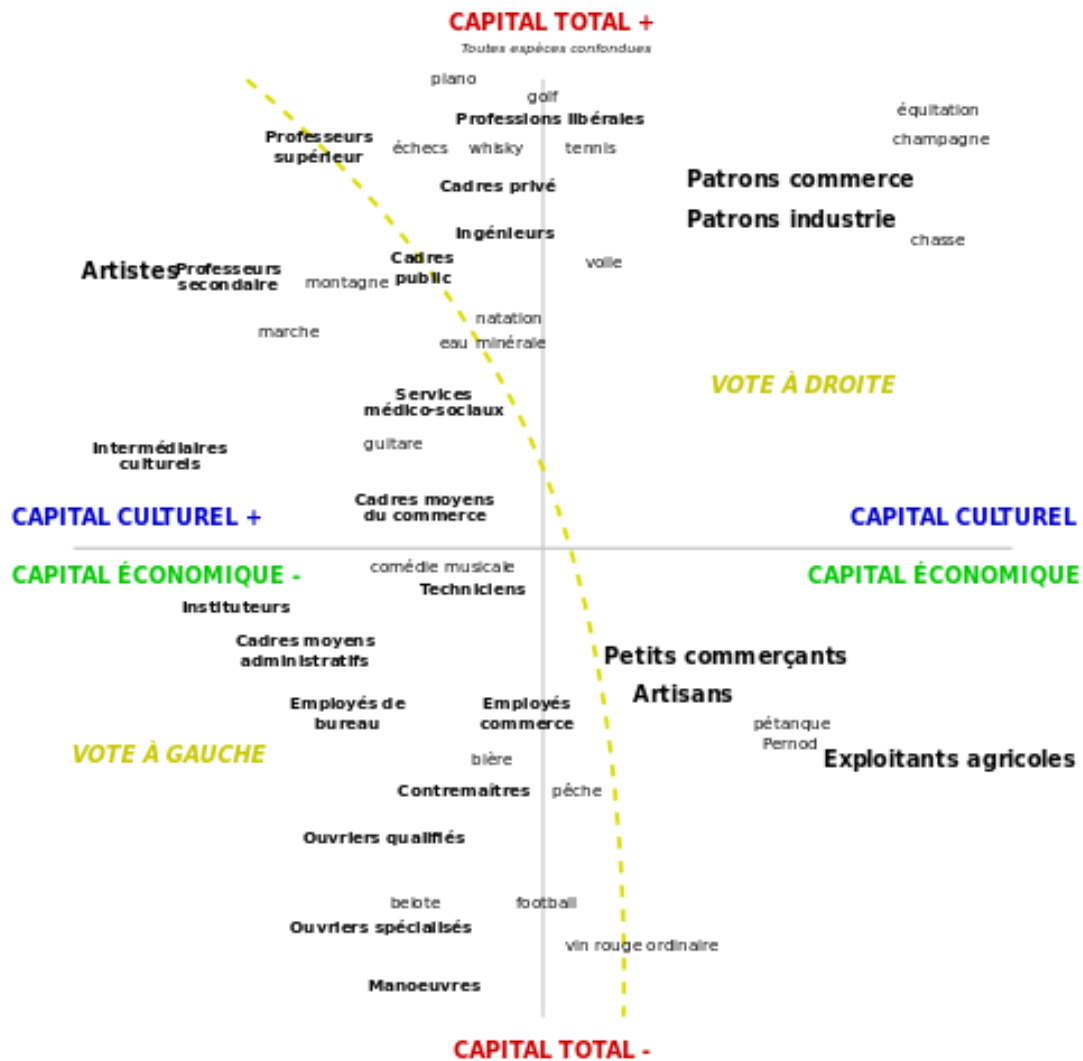 CAPITAL TOTAL +
Toutes espèces confondues
piano
golf
équitation
Professions libérales
Professeurs
supérieur
échecs
whisky
tennis
champagne
Patrons commerce
Cadres privé
Patrons industrie
Ingénieurs
chasse
Cadres
public
voile
Artistes
Professeurs
secondaire
montagne
natation
marche
eau minérale
VOTE À DROITE
Services
médico-sociaux
guitare
Intermédiaires
culturels
Cadres moyens
du commerce
CAPITAL CULTUREL +
CAPITAL CULTUREL
CAPITAL ÉCONOMIQUE -
CAPITAL ÉCONOMIQUE
comédie musicale
Techniciens
Instituteurs
Cadres moyens
administratifs
Petits commerçants
Artisans
Employés de
bureau
Employés
commerce
pétanque
Pernod
VOTE À GAUCHE
bière
Exploitants agricoles
Contremaitres
pêche
Ouvriers qualifiés
belote
football
Ouvriers spécialisés
vin rouge ordinaire
Manoeuvres
CAPITAL TOTAL -